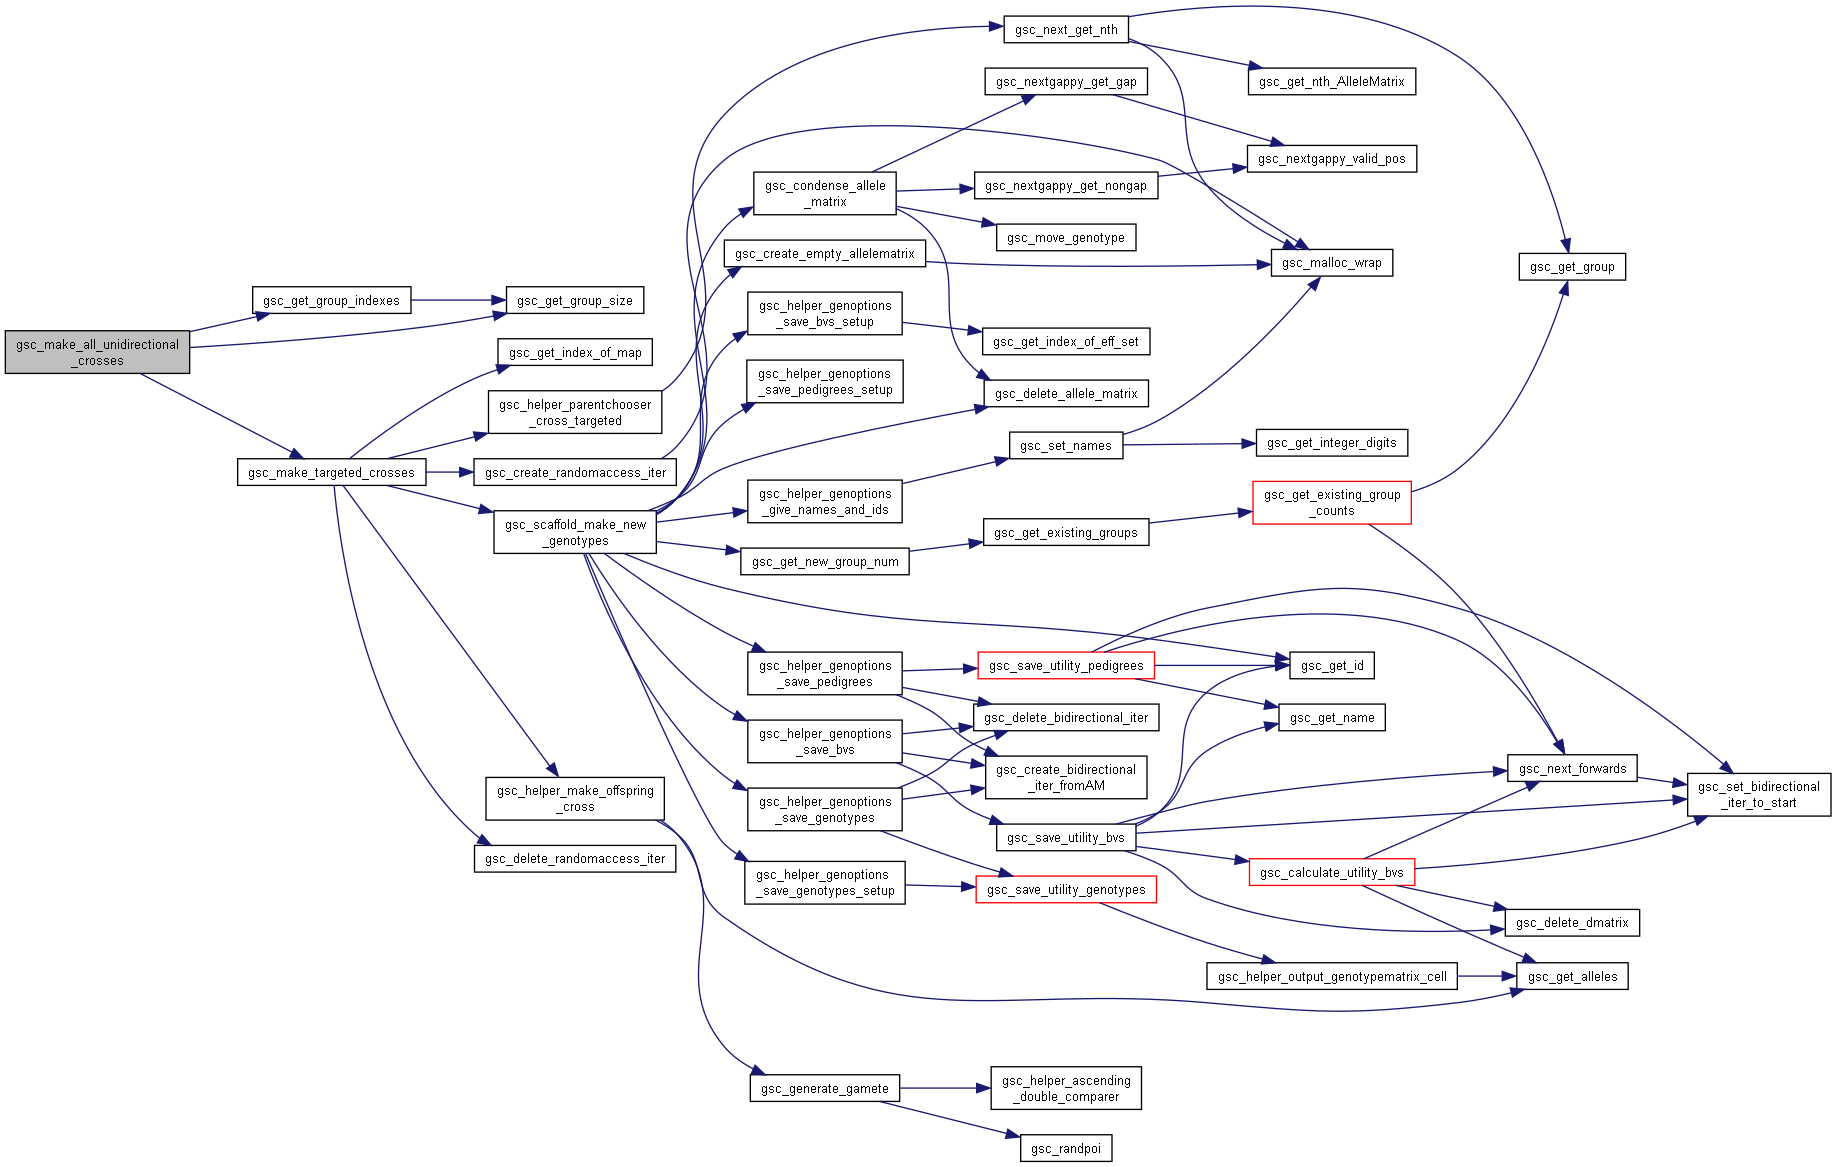 gsc_make_all_unidirectional
_crosses
gsc_get_group_indexes
gsc_get_group_size
gsc_make_targeted_crosses
gsc_get_index_of_map
gsc_helper_parentchooser
_cross_targeted
gsc_create_randomaccess_iter
gsc_scaffold_make_new
_genotypes
gsc_helper_make_offspring
_cross
gsc_delete_randomaccess_iter
gsc_condense_allele
_matrix
gsc_create_empty_allelematrix
gsc_helper_genoptions
_save_bvs_setup
gsc_helper_genoptions
_save_pedigrees_setup
gsc_helper_genoptions
_give_names_and_ids
gsc_get_new_group_num
gsc_helper_genoptions
_save_pedigrees
gsc_helper_genoptions
_save_bvs
gsc_helper_genoptions
_save_genotypes
gsc_helper_genoptions
_save_genotypes_setup
gsc_generate_gamete
gsc_next_get_nth
gsc_nextgappy_get_gap
gsc_nextgappy_get_nongap
gsc_move_genotype
gsc_get_index_of_eff_set
gsc_delete_allele_matrix
gsc_set_names
gsc_get_existing_groups
gsc_save_utility_pedigrees
gsc_delete_bidirectional_iter
gsc_create_bidirectional
_iter_fromAM
gsc_save_utility_bvs
gsc_save_utility_genotypes
gsc_helper_ascending
_double_comparer
gsc_randpoi
gsc_get_nth_AlleleMatrix
gsc_nextgappy_valid_pos
gsc_malloc_wrap
gsc_get_integer_digits
gsc_get_existing_group
_counts
gsc_get_id
gsc_get_name
gsc_calculate_utility_bvs
gsc_helper_output_genotypematrix_cell
gsc_get_group
gsc_next_forwards
gsc_delete_dmatrix
gsc_get_alleles
gsc_set_bidirectional
_iter_to_start